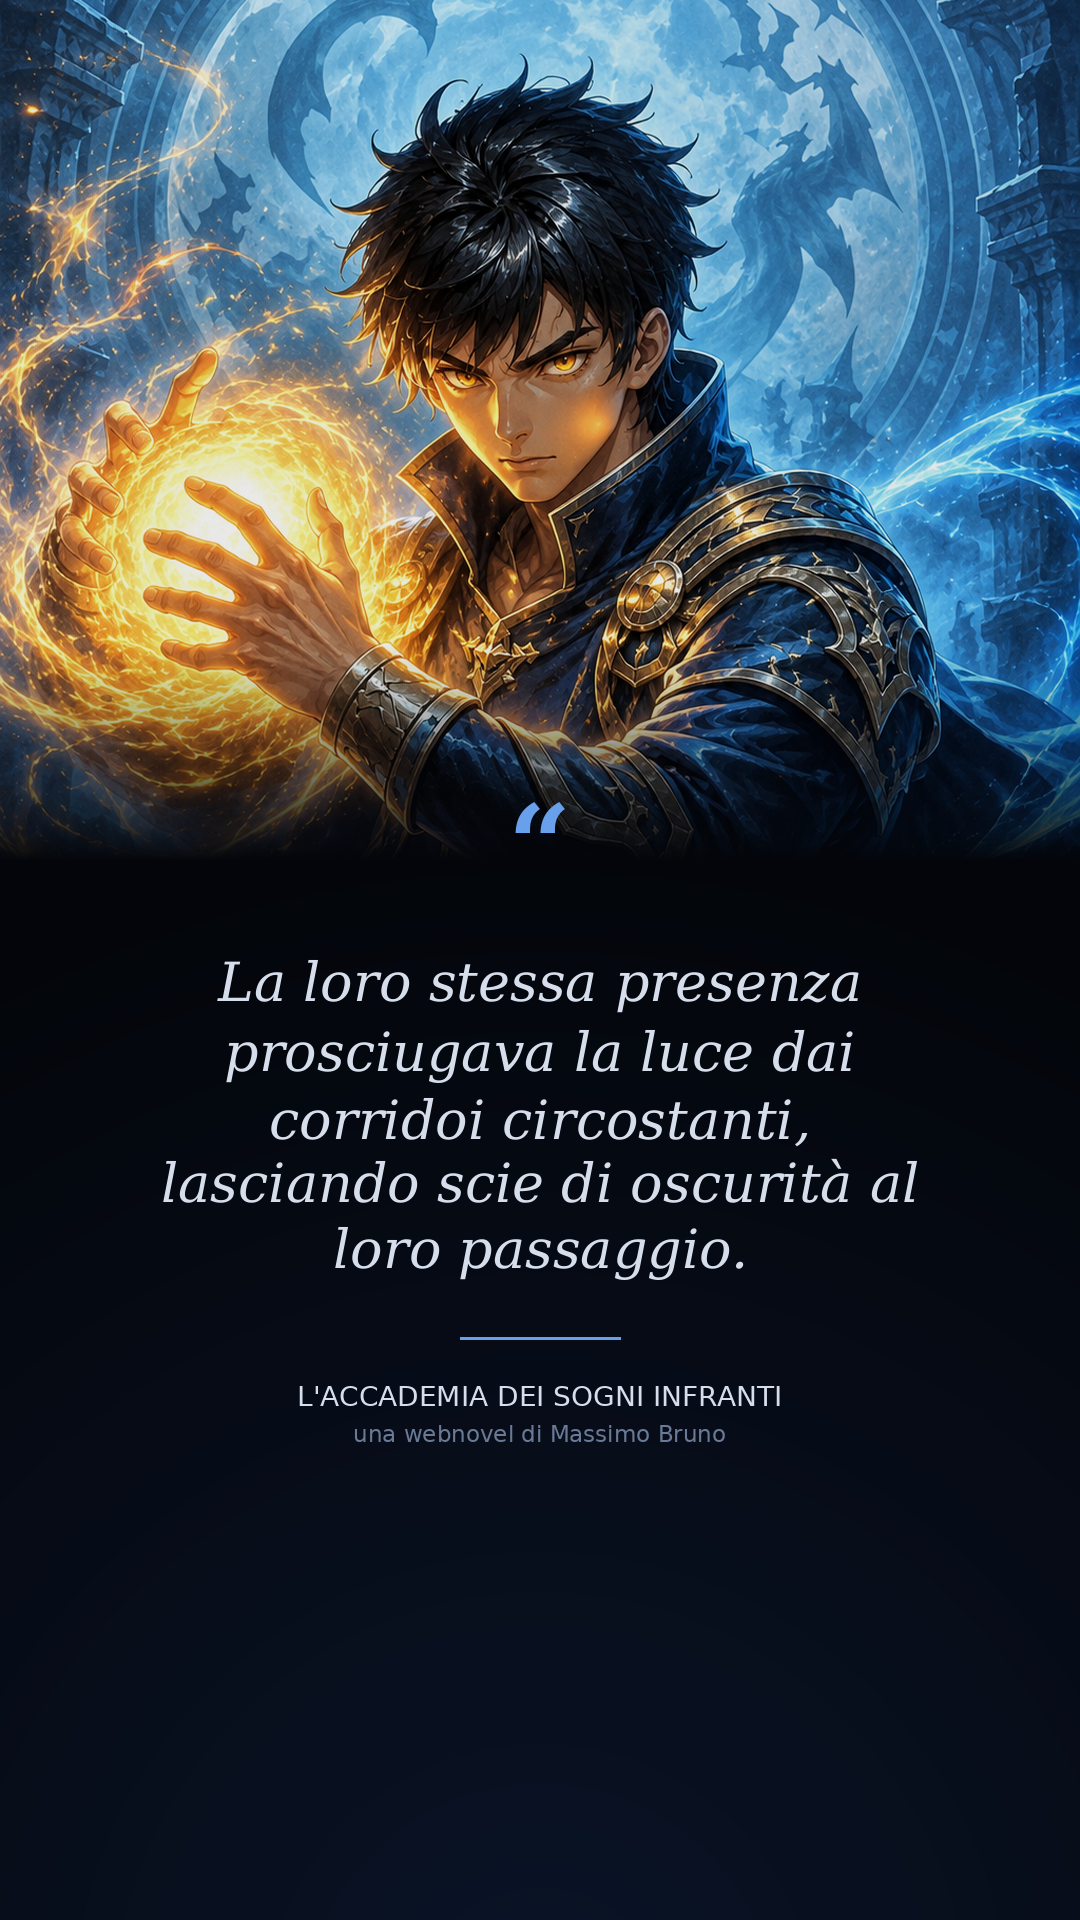 “
La loro stessa presenza
prosciugava la luce dai
corridoi circostanti,
lasciando scie di oscurità al
loro passaggio.
L'ACCADEMIA DEI SOGNI INFRANTI
una webnovel di Massimo Bruno